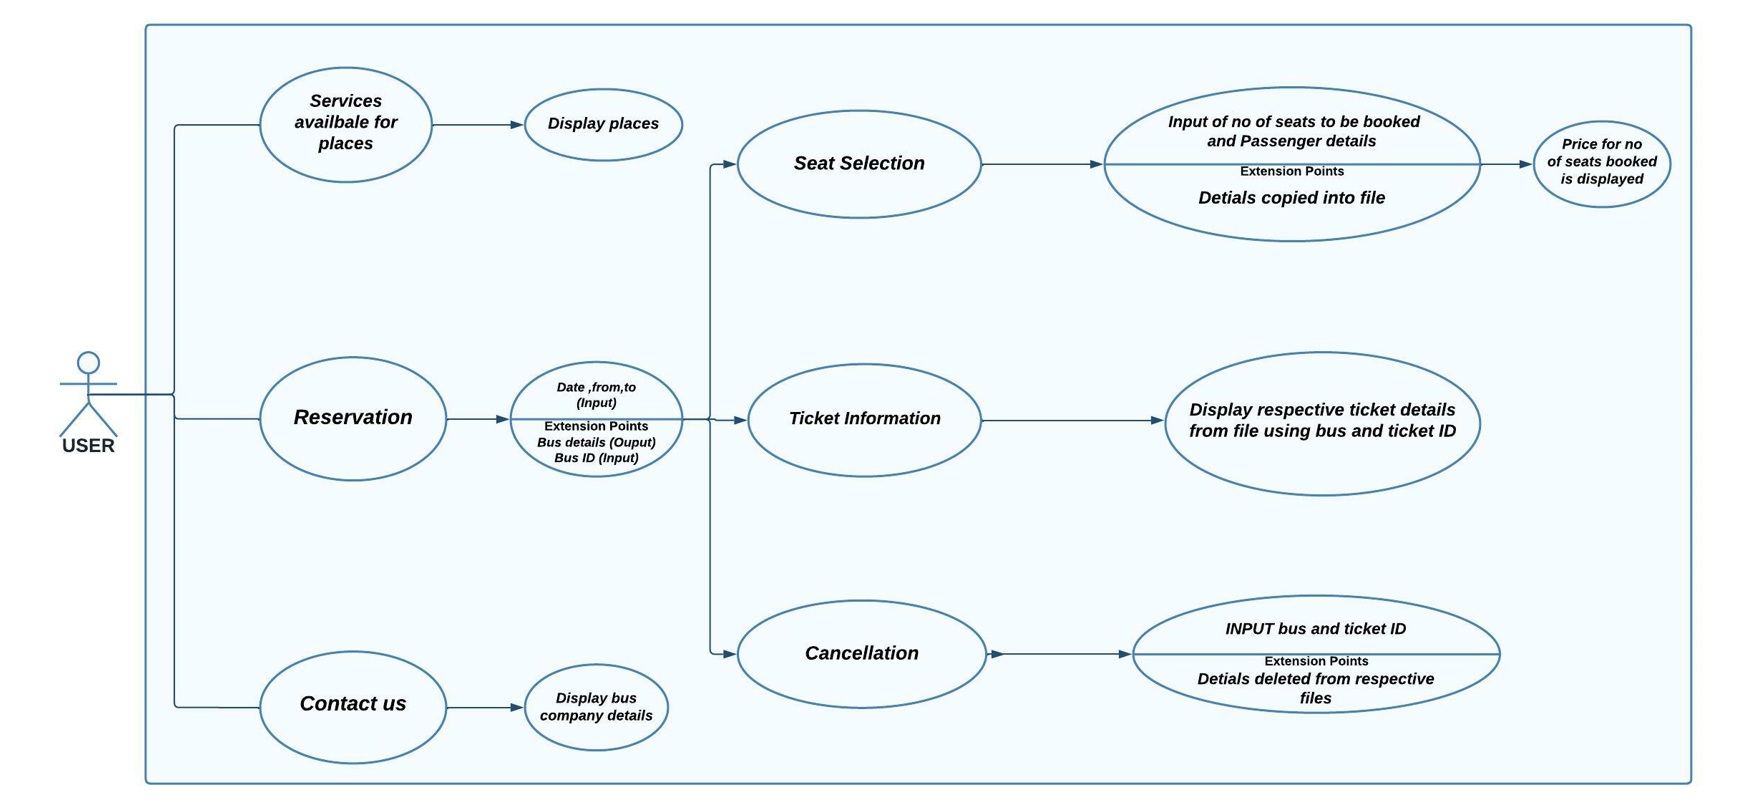 Services
availbale for
places
Display places
Seat Selection
Input of no of seats to be booked
and Passenger details
Extension Points
Detials copied into file
Price for no
of seats booked
is displayed
USER
Reservation
Date ,from,to
(Input)
Extension Points
Bus details (Ouput)
Bus ID (Input)
Ticket Information
Display respective ticket details
from file using bus and ticket ID
Cancellation
INPUT bus and ticket ID
Extension Points
Detials deleted from respective
files
Contact us
Display bus
company details